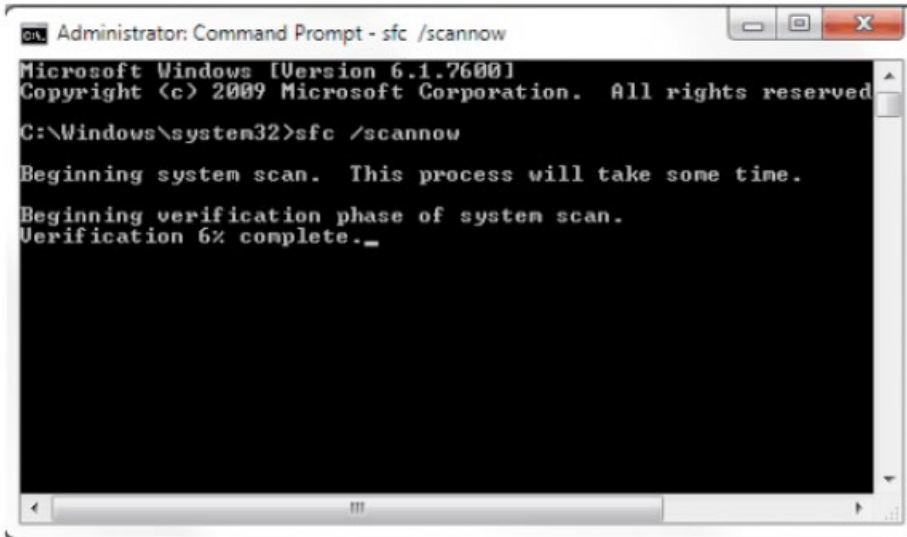 Administrator: Command Prompt - sfc /scannow
Microsoft Windows [Version 6.1.7600]
Copyright (c) 2009 Microsoft Corporation.  All rights reserved
C:\Windows\system32>sfc /scannow
Beginning system scan.  This process will take some time.
Beginning verification phase of system scan.
Verification 6% complete.